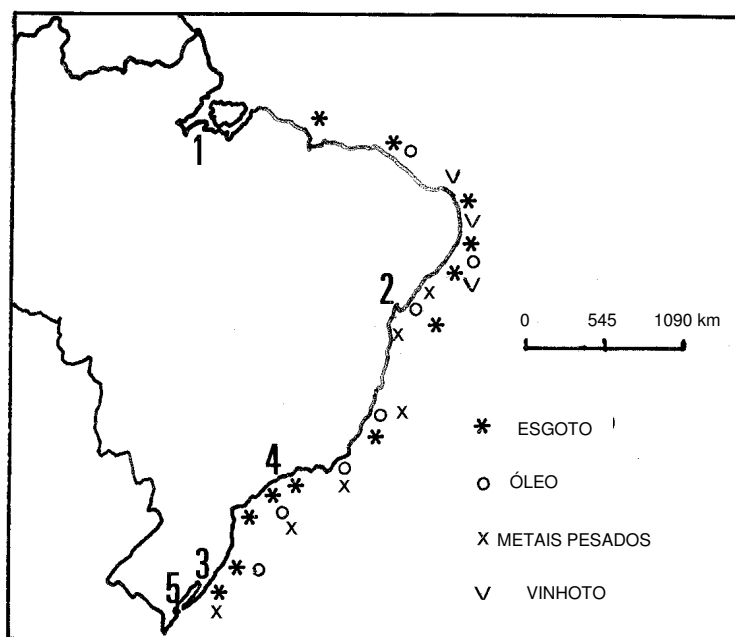 1
2
0 545 1090 km
ESGOTO
4
ÓLEO
METAIS PESADOS
3
5
VINHOTO